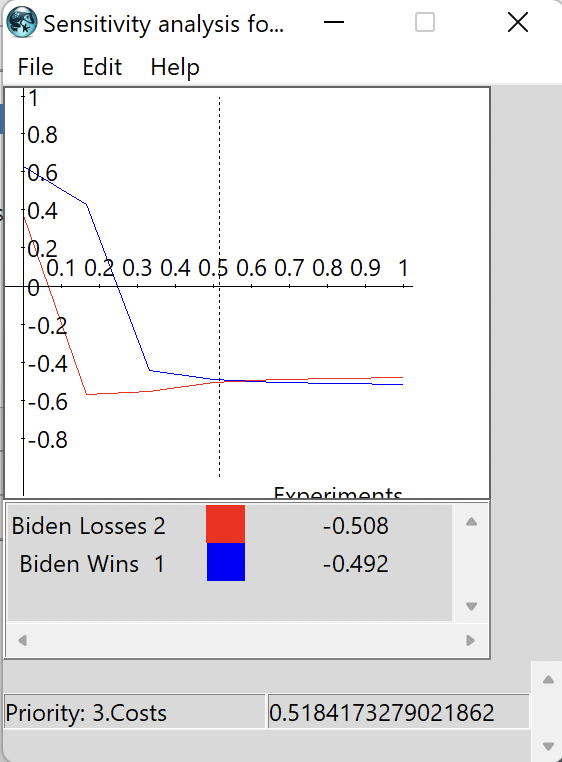 Sensitivity analysis fo...
File Edit Help
1
0.8
0.6
0.4
0.2
0.1 0.2 0.3 0.4 0.5 0.6 0.7 0.8 0.9 1
0
-0.2
-0.4
-0.6
-0.8
Experiments
Biden Losses 2 -0.508
Biden Wins 1 -0.492
Priority: 3.Costs 0.5184173279021862